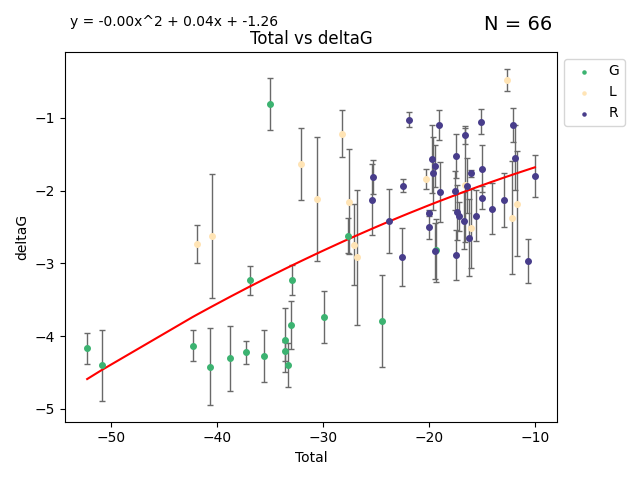 y = -0.00x^2 + 0.04x + -1.26
N = 66
Total vs deltaG
G
L
R
deltaG
−1
−2
−3
−4
−5
−50
−40
−30
−20
−10
Total